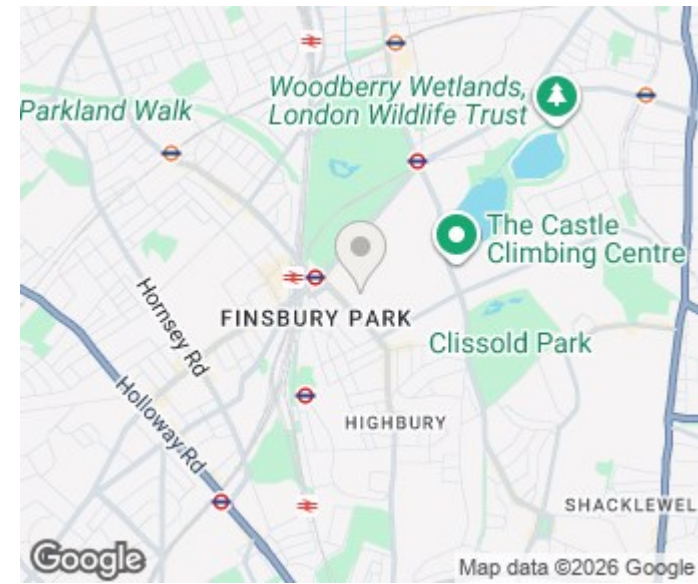 Woodberry Wetlands,
London Wildlife Trust
Parkland Walk
The Castle
Climbing Centre
FINSBURY PARK
Hornsey Rd
Clissold Park
Holloway Rd
HIGHBURY
SHACKLEWEL
Google
Map data ©2026 Google